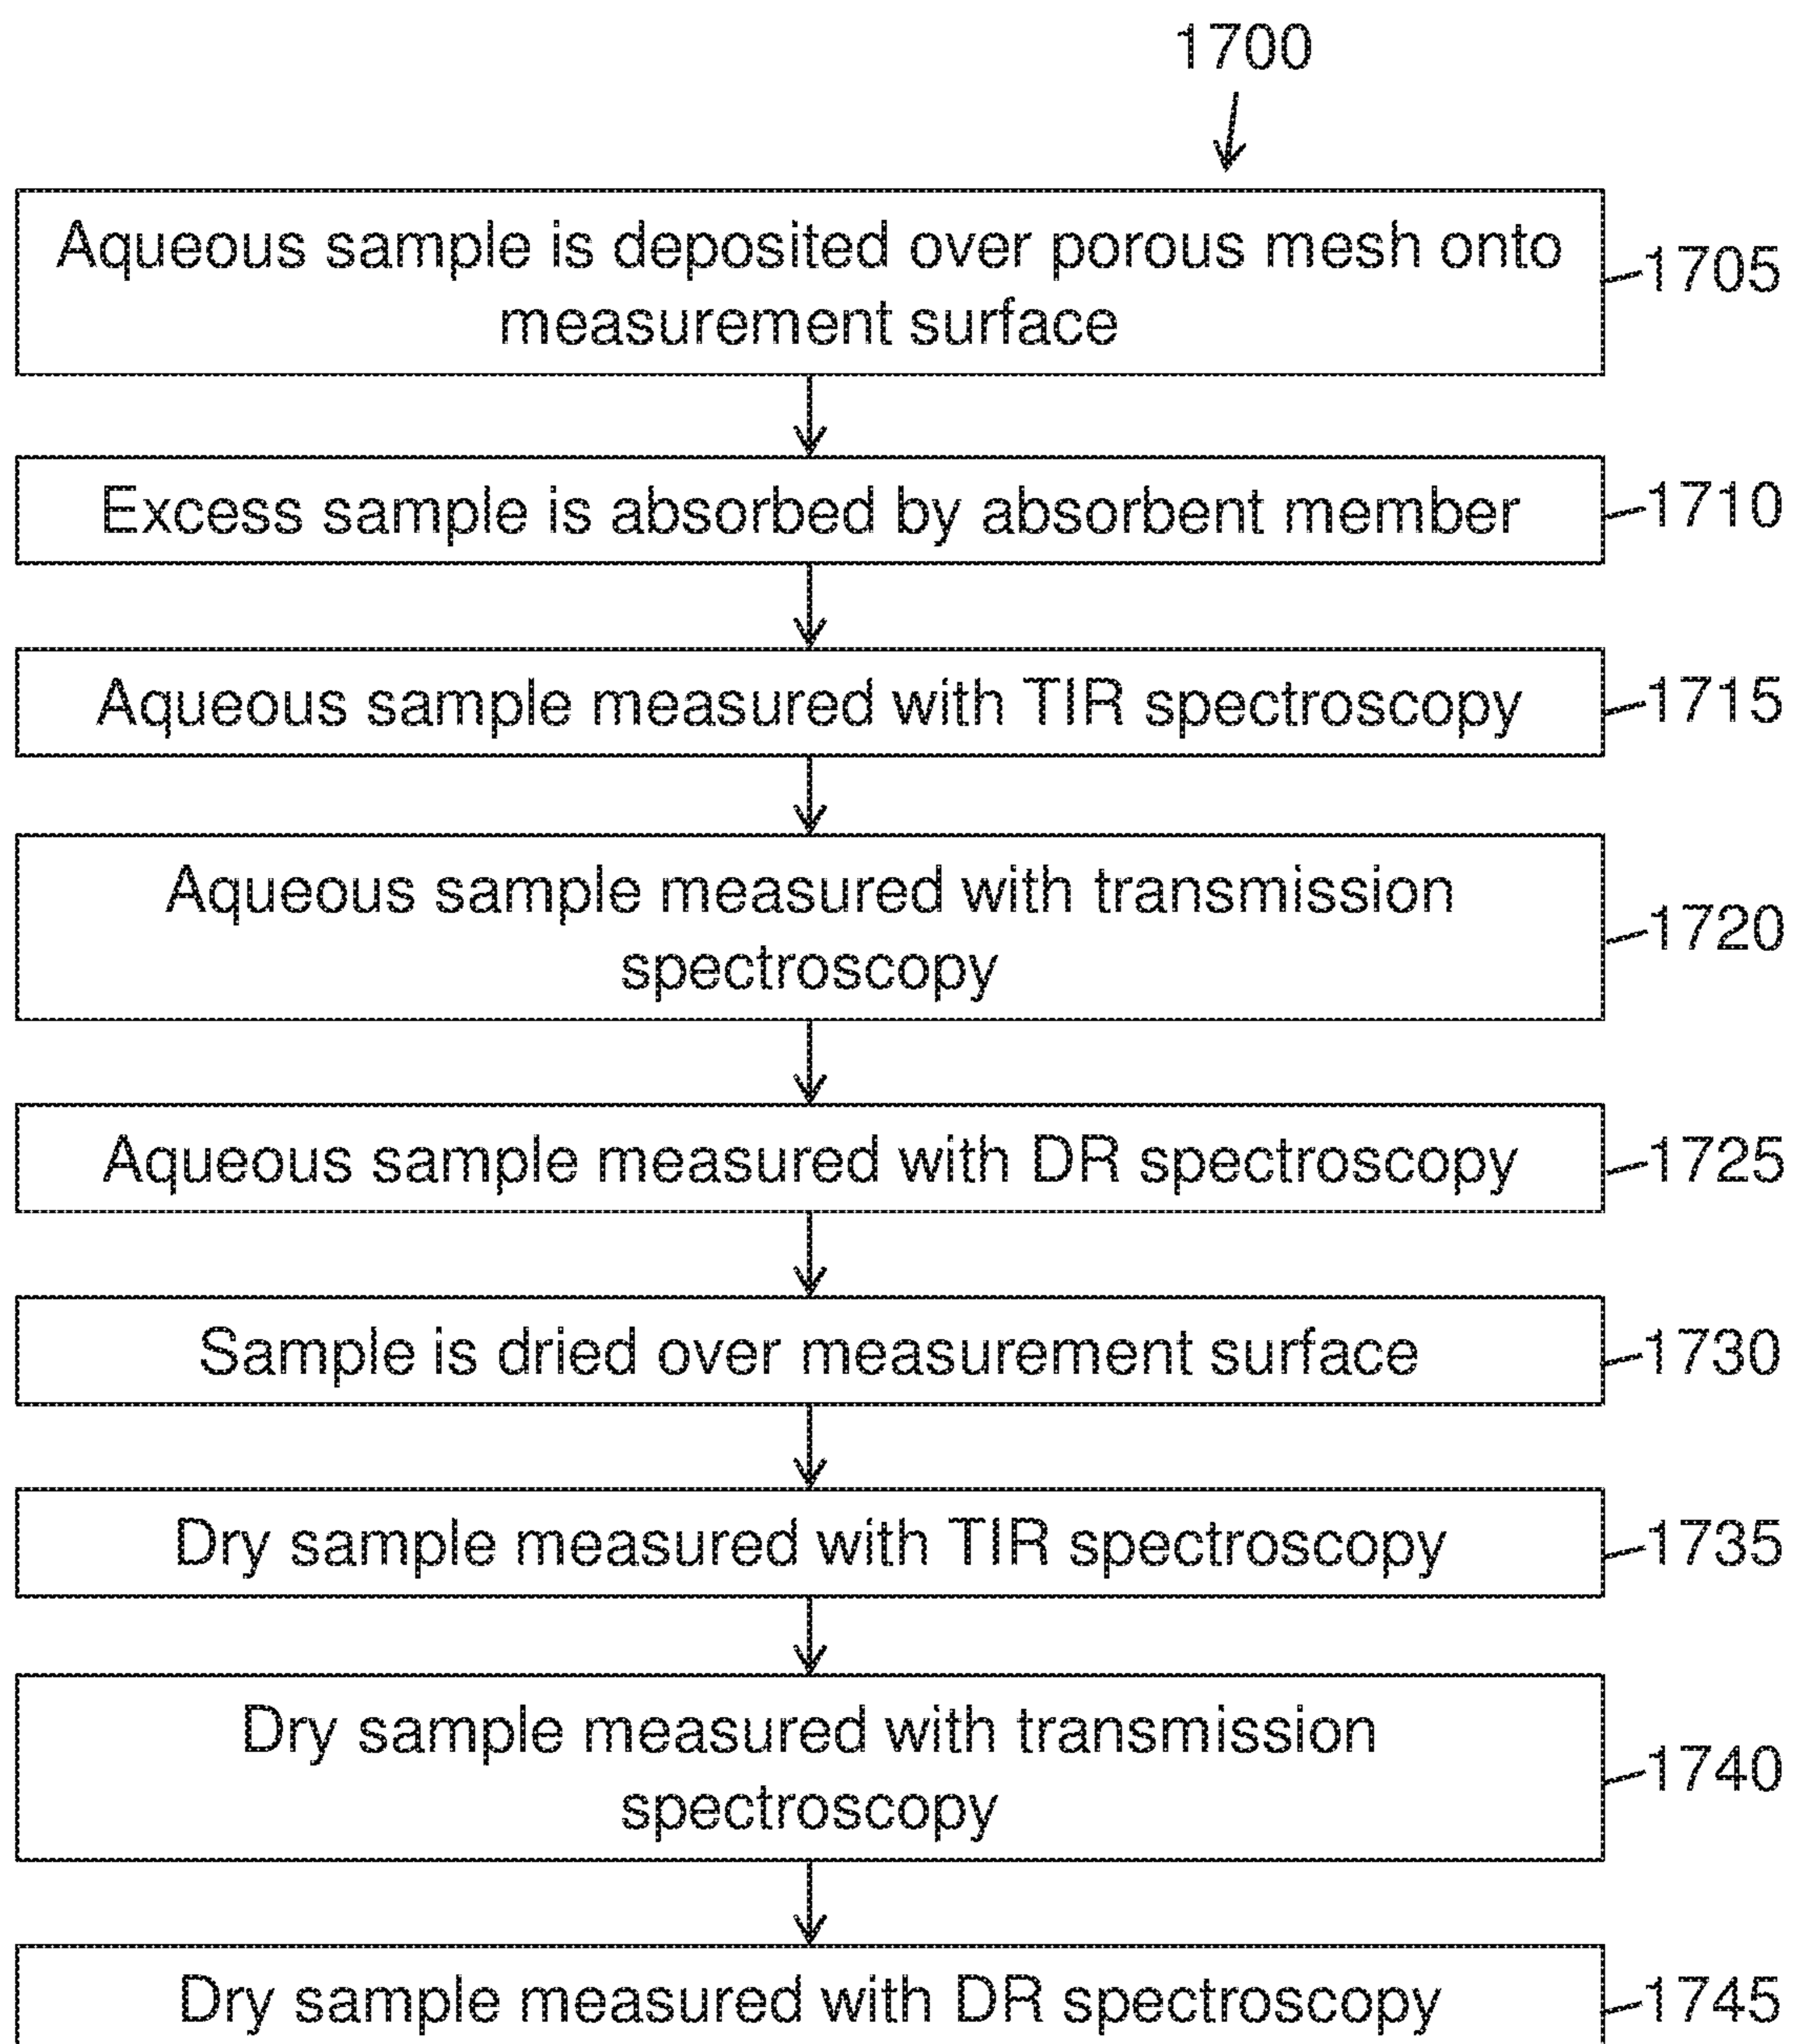 1700
Aqueous sample is deposited over porous mesh onto
measurement surface
1705
Excess sample is absorbed by absorbent member
1710
Aqueous sample measured with TIR spectroscopy
1715
Aqueous sample measured with transmission
spectroscopy
1720
Aqueous sample measured with DR spectroscopy
1725
Sample is dried over measurement surface
1730
Dry sample measured with TIR spectroscopy
1735
Dry sample measured with transmission
spectroscopy
1740
Dry sample measured with DR spectroscopy
1745